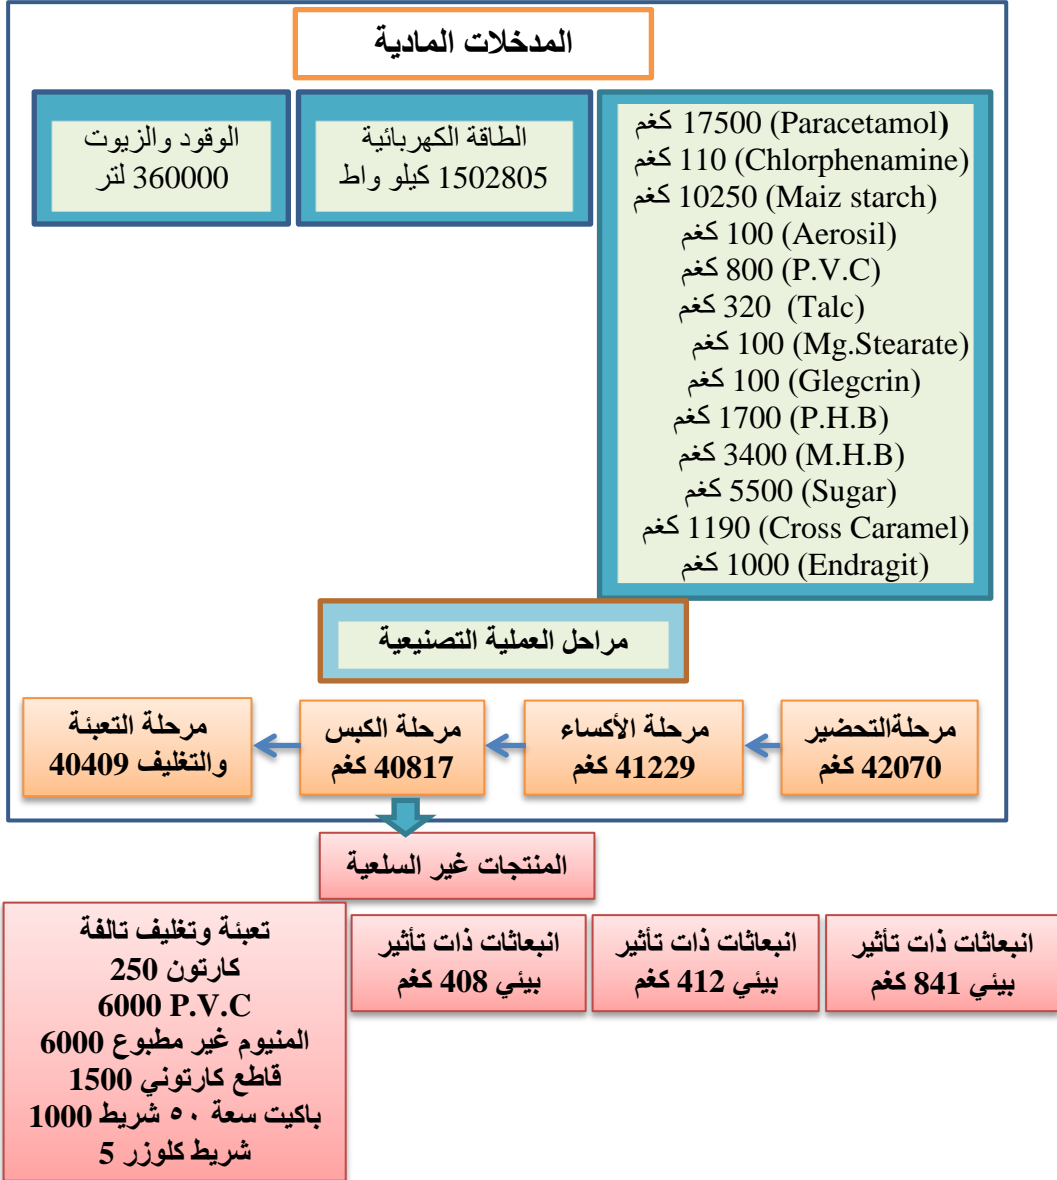 المدخلات المادية
17500 (Paracetamol) كغم
110 (Chlorphenamine) كغم
10250 (Maiz starch) كغم
100 (Aerosil) كغم
800 (P.V.C) كغم
320 (Talc) كغم
100 (Mg.Stearate) كغم
100 (Glegcrin) كغم
1700 (P.H.B) كغم
3400 (M.H.B) كغم
5500 (Sugar) كغم
1190 (Cross Caramel) كغم
1000 (Endragit) كغم
الطاقة الكهربائية
1502805 كيلو واط
الوقود والزيوت
360000 لتر
مراحل العملية التصنيعية
مرحلةالتحضير
42070 كغم
مرحلة الأكساء
41229 كغم
مرحلة الكبس
40817 كغم
مرحلة التعبئة
والتغليف 40409
المنتجات غير السلعية
انبعاثات ذات تأثير
بيئي 841 كغم
انبعاثات ذات تأثير
بيئي 412 كغم
انبعاثات ذات تأثير
بيئي 408 كغم
تعبئة وتغليف تالفة
كارتون 250
6000 P.V.C
المنيوم غير مطبوع 6000
قاطع كارتوني 1500
باكيت سعة ٥٠ شريط 1000
شريط كلوزر 5